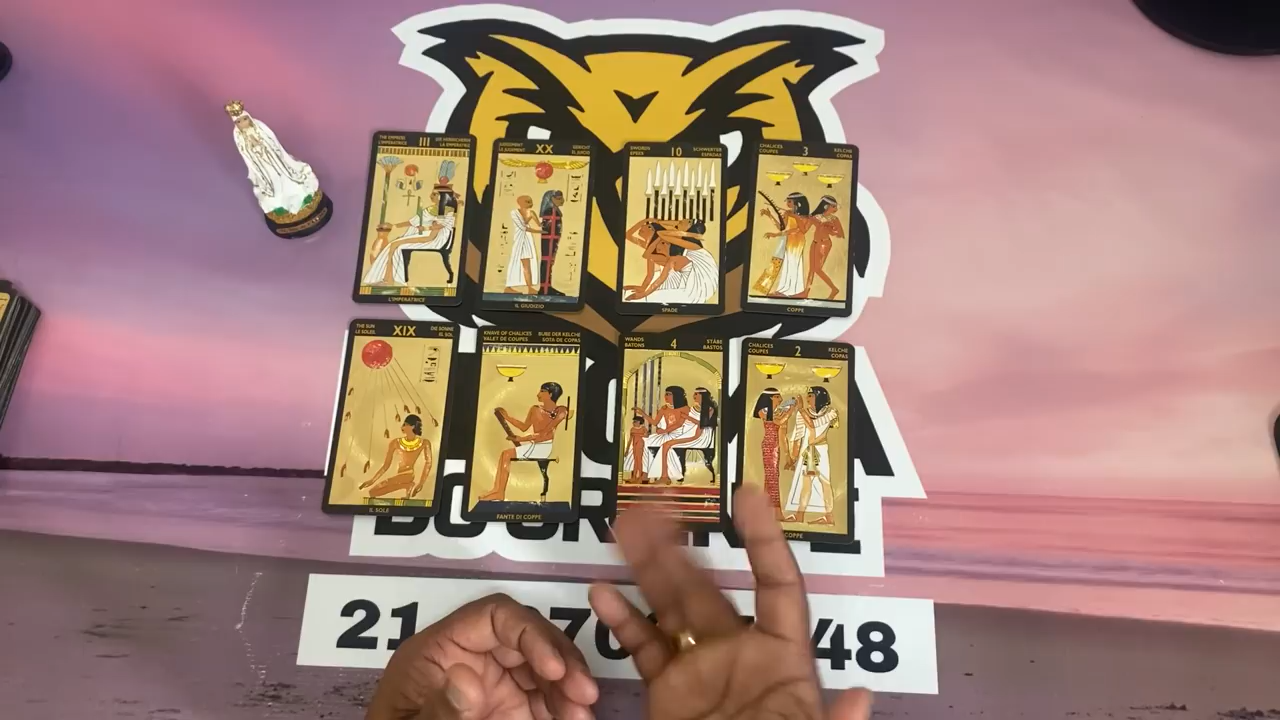 THE EMPRESS III DIE HERRSCHERIN
L'IMPERATRICE LA EMPERATRIZ
L'IMPERATRICE
JUDGEMENT XX GERICHT
LE JUGEMENT EL JUICIO
IL GIUDIZIO
SWORDS 10 SCHWERTER
EPEES ESPADAS
SPADE
CHALICES 3 KELCHE
COUPES COPAS
COPPE
THE SUN XIX DIE SONNE
LE SOLEIL EL SOL
IL SOLE
KNAVE OF CHALICES BUBE DER KELCHE
VALET DE COUPES SOTA DE COPAS
FANTE DI COPPE
WANDS 4 STÄBE
BATONS BASTOS
CHALICES 2 KELCHE
COUPES COPAS
COPPE
21 48